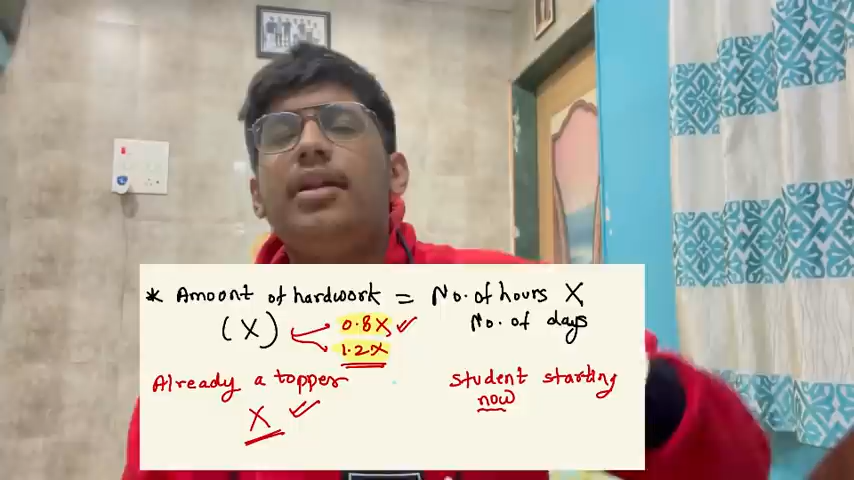 * Amount of hardwork = No. of hours X
No. of days
(X) 0.8X ✓
1.2X
Already a topper
X ✓
student starting
now